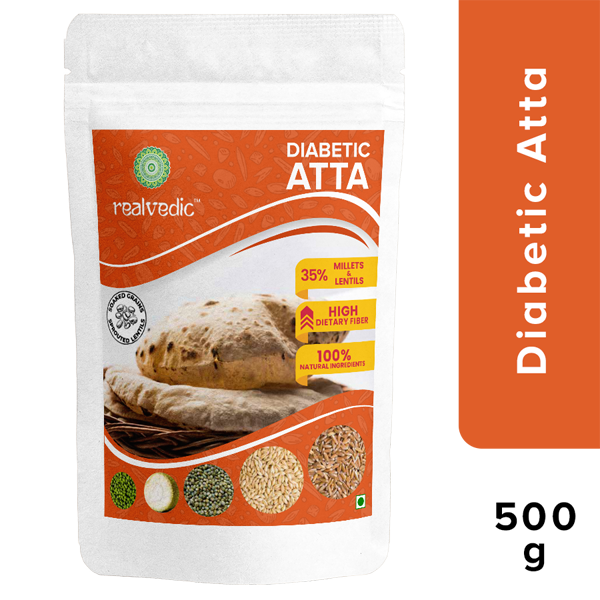 realvedic™
DIABETIC
ATTA
35% MILLETS
&
LENTILS
HIGH
DIETARY FIBER
100%
NATURAL INGREDIENTS
SOAKED GRAINS
SPROUTED LENTILS
Diabetic Atta
500
g